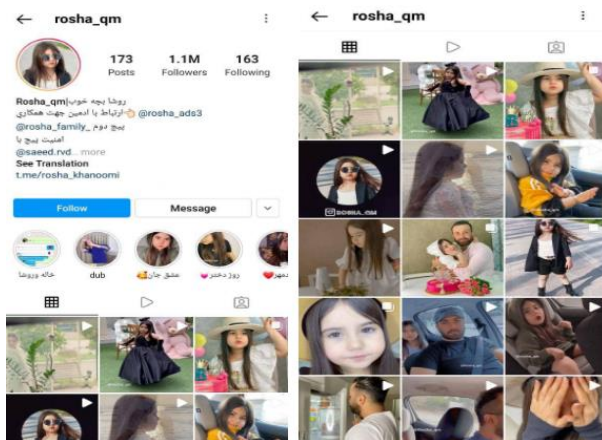 rosha_qm
173
Posts
1.1M
Followers
163
Following
Rosha_qm|روشا بچه خوب
ارتباط با ادمین جهت همکاری👈 @rosha_ads3
@rosha_family_ پیج دوم
امنیت پیج با
@saeed.rvd... more
See Translation
t.me/rosha_khanoomi
Follow
Message
خاله وروشا
dub
عشق جان🥰
روز دختر💗
rosha_qm
ROSHA_QM